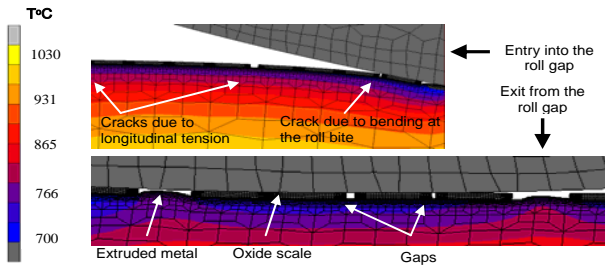 TºC
1030
931
865
766
700
Entry into the
roll gap
Exit from the
roll gap
Cracks due to
longitudinal tension
Crack due to bending at
the roll bite
Extruded metal
Oxide scale
Gaps